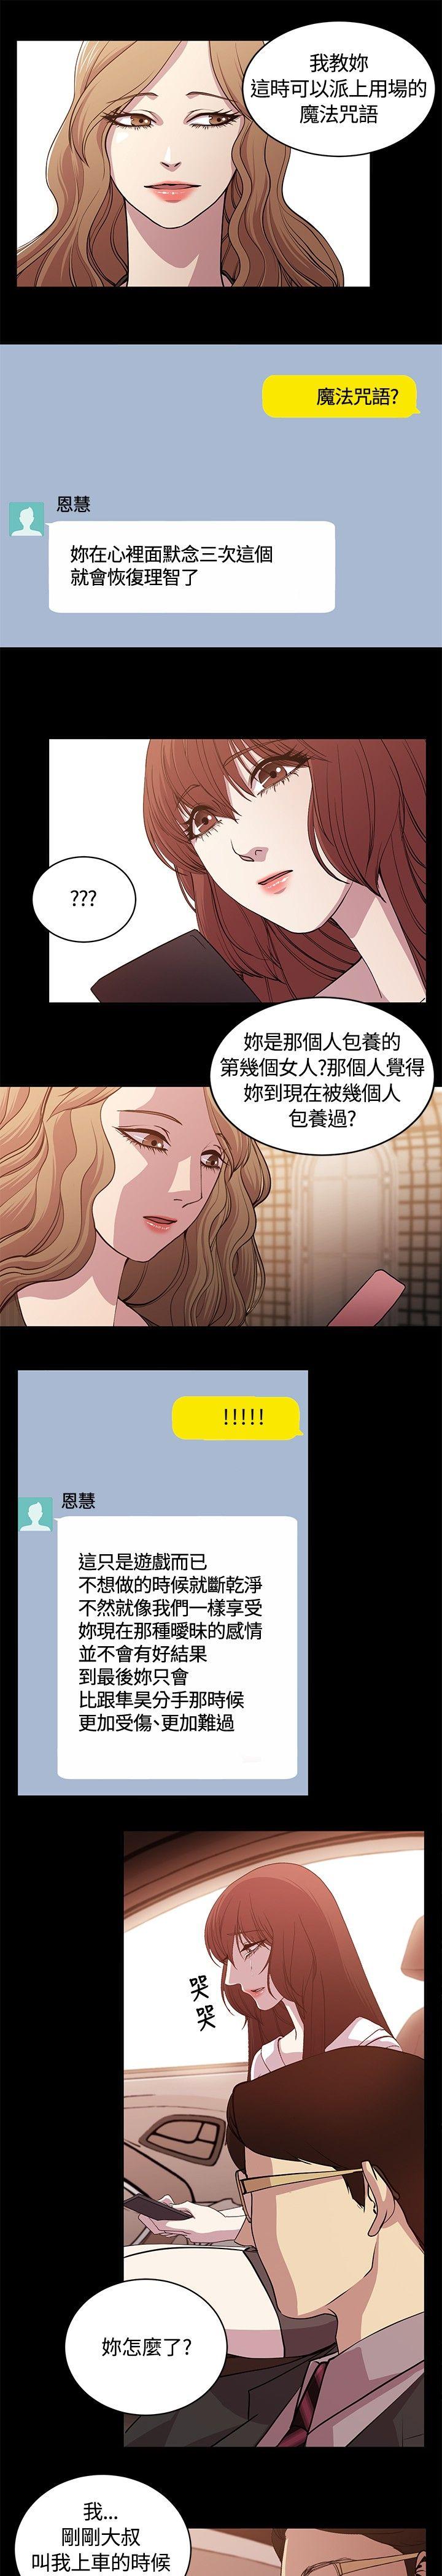 我教妳
這時可以派上用場的
魔法咒語
魔法咒語?
恩慧
妳在心裡面默念三次這個
就會恢復理智了
???
妳是那個人包養的
第幾個女人?那個人覺得
妳到現在被幾個人
包養過?
!!!!!
恩慧
這只是遊戲而已
不想做的時候就斷乾淨
不然就像我們一樣享受
妳現在那種曖昧的感情
並不會有好結果
到最後妳只會
比跟隼昊分手那時候
更加受傷、更加難過
哭
哭
妳怎麼了?
我...
剛剛大叔
叫我上車的時候